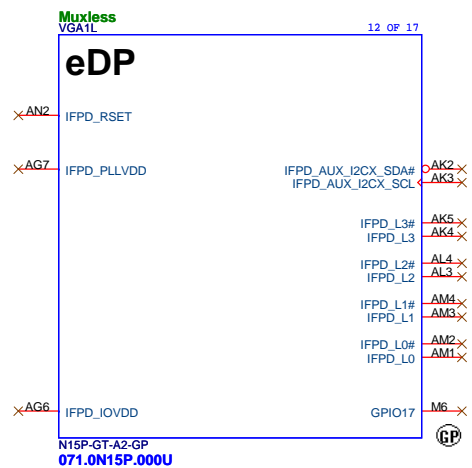 Muxless
VGA1L
12 OF 17
eDP
AN2 IFPD_RSET
AG7 IFPD_PLLVDD
IFPD_AUX_I2CX_SDA# AK2
IFPD_AUX_I2CX_SCL AK3
IFPD_L3# AK5
IFPD_L3 AK4
IFPD_L2# AL4
IFPD_L2 AL3
IFPD_L1# AM4
IFPD_L1 AM3
IFPD_L0# AM2
IFPD_L0 AM1
AG6 IFPD_IOVDD
GPIO17 M6
GP
N15P-GT-A2-GP
071.0N15P.000U